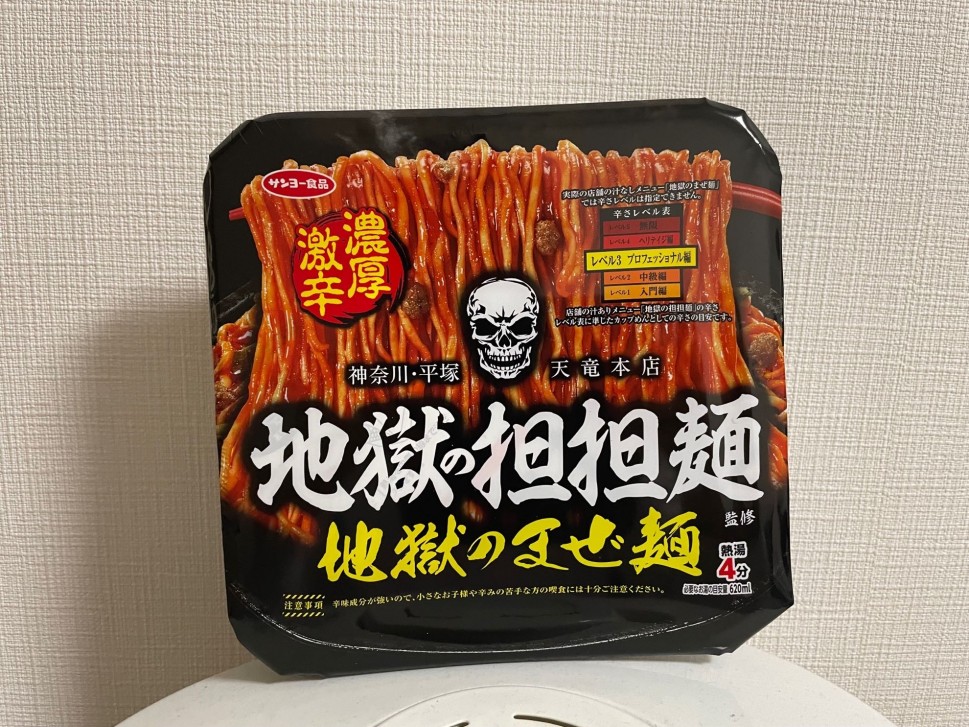 サンヨー食品
濃厚
激辛
実際の店舗の汁なしメニュー「地獄のまぜ麺」
では辛さレベルは指定できません。
辛さレベル表
レベル5 無限
レベル4 ヘリテイジ編
レベル3 プロフェッショナル編
レベル2 中級編
レベル1 入門編
店舗の汁ありメニュー「地獄の担担麺」の辛さ
レベル表に準じたカップめんとしての辛さの目安です。
神奈川・平塚 天竜本店
地獄の担担麺
監修
地獄のまぜ麺
熱湯
4分
必要なお湯の目安量 620ml
注意事項 辛味成分が強いので、小さなお子様や辛みの苦手な方の喫食には十分ご注意ください。